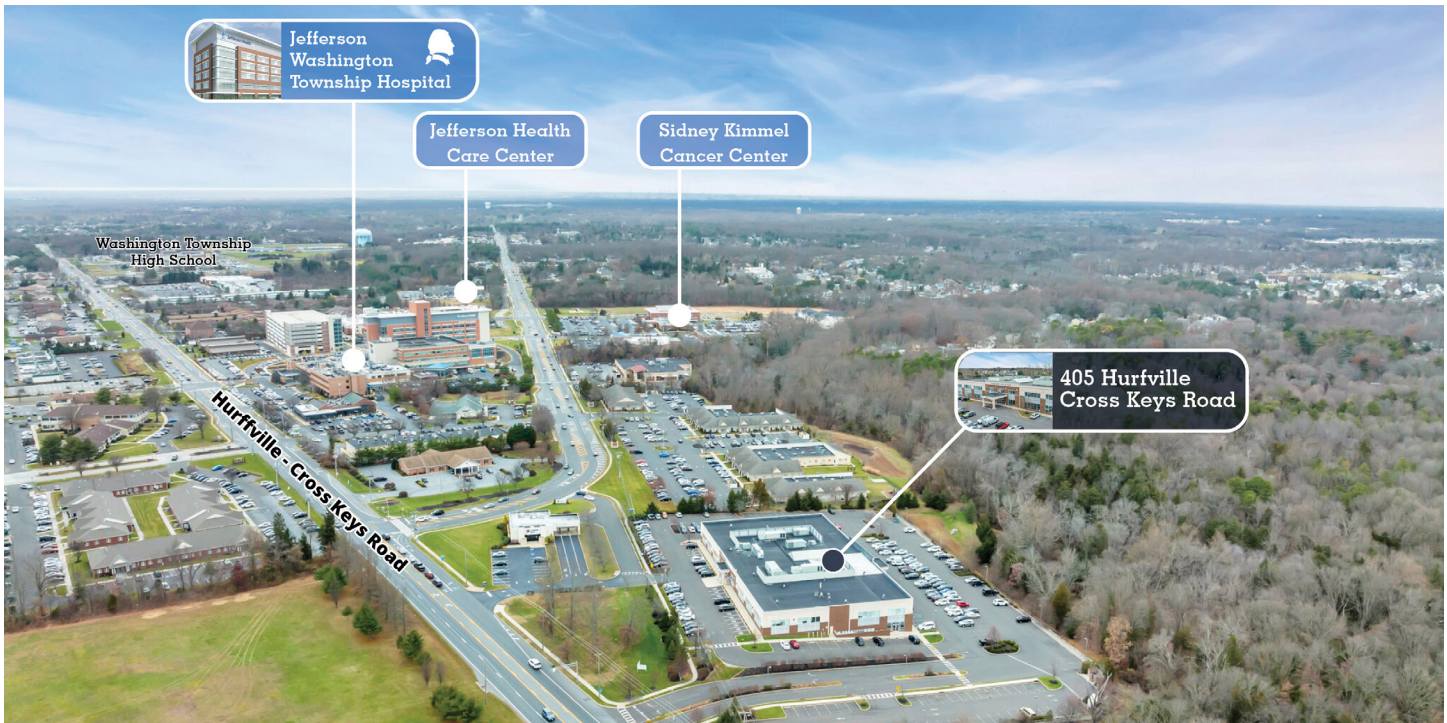 Jefferson
Washington
Township Hospital
Jefferson Health
Care Center
Sidney Kimmel
Cancer Center
Washington Township
High School
405 Hurfville
Cross Keys Road
Hurffville - Cross Keys Road